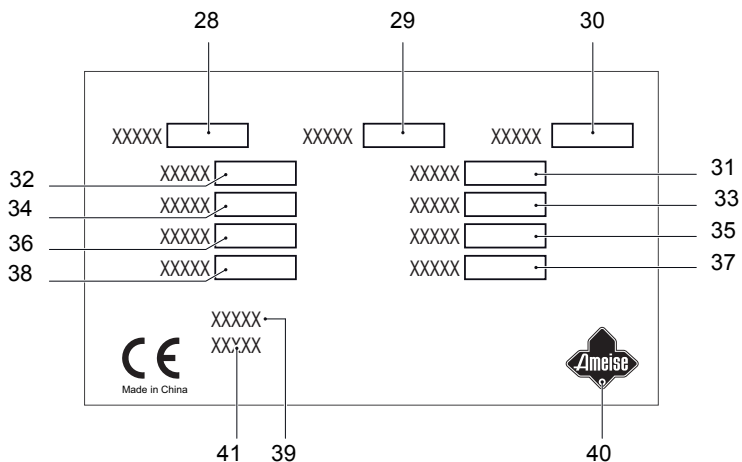 28 29 30
XXXXX XXXXX XXXXX
32 XXXXX XXXXX 31
34 XXXXX XXXXX 33
36 XXXXX XXXXX 35
38 XXXXX XXXXX 37
XXXXX
XXXXX
CE
Made in China
Ameise
41 39 40